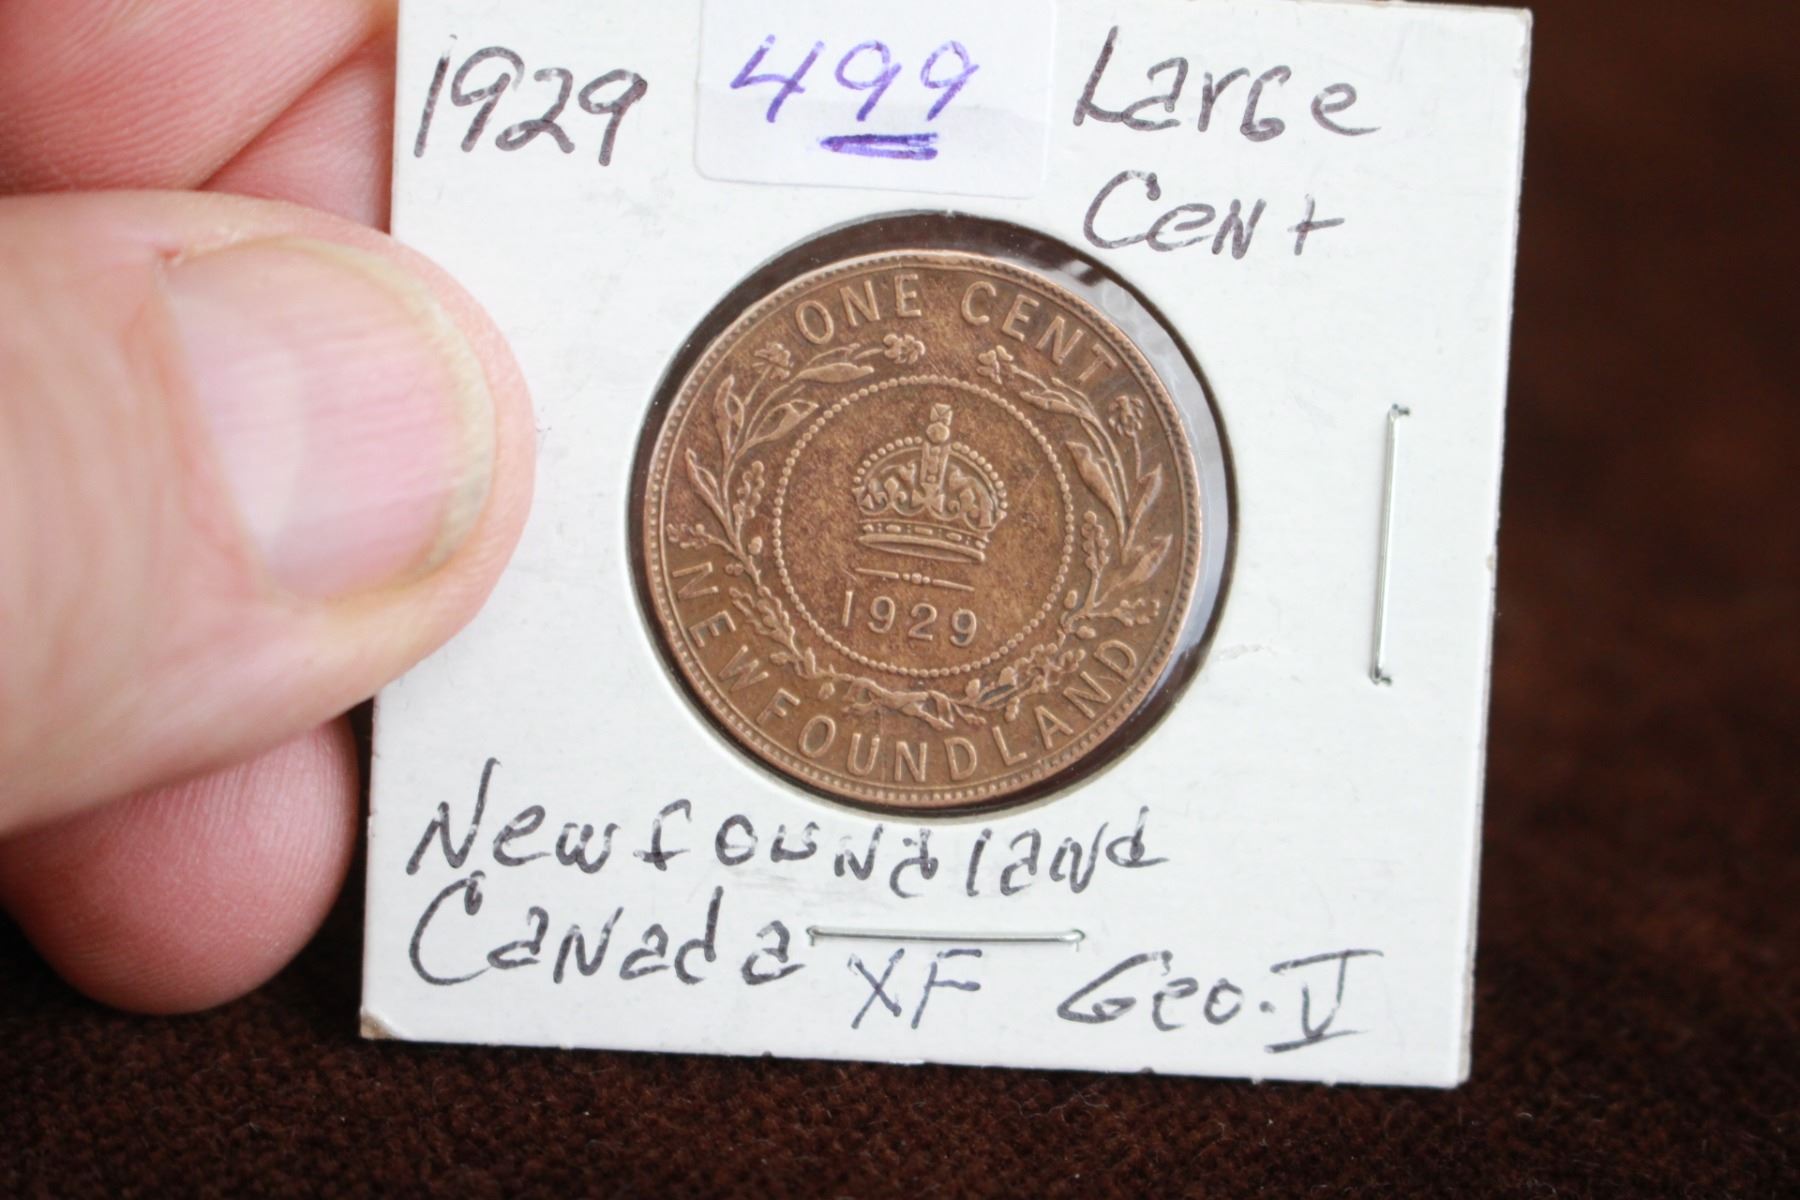 1929 499 Large
Cent
ONE CENT
1929
NEWFOUNDLAND
Newfoundland
Canada XF Geo. V